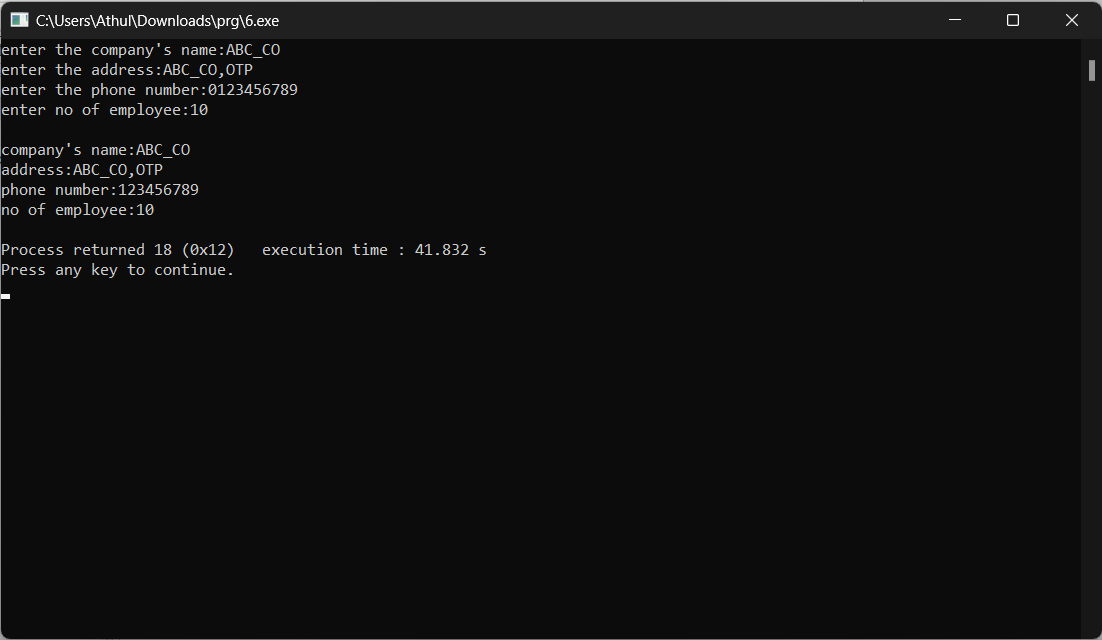 C:\Users\Athul\Downloads\prg\6.exe
enter the company's name:ABC_CO
enter the address:ABC_CO,OTP
enter the phone number:0123456789
enter no of employee:10
company's name:ABC_CO
address:ABC_CO,OTP
phone number:123456789
no of employee:10
Process returned 18 (0x12)   execution time : 41.832 s
Press any key to continue.